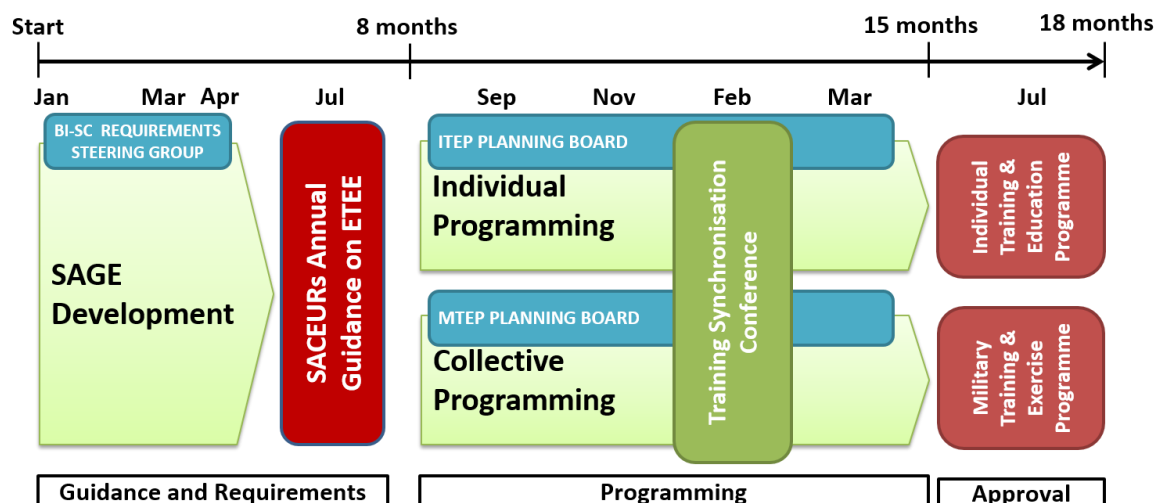 Start
8 months
15 months
18 months
Jan
Mar
Apr
Jul
Sep
Nov
Feb
Mar
Jul
BI-SC REQUIREMENTS
STEERING GROUP
SAGE
Development
SACEURs Annual
Guidance on ETEE
ITEP PLANNING BOARD
Individual
Programming
MTEP PLANNING BOARD
Collective
Programming
Training Synchronisation
Conference
Individual
Training &
Education
Programme
Military
Training &
Exercise
Programme
Guidance and Requirements
Programming
Approval